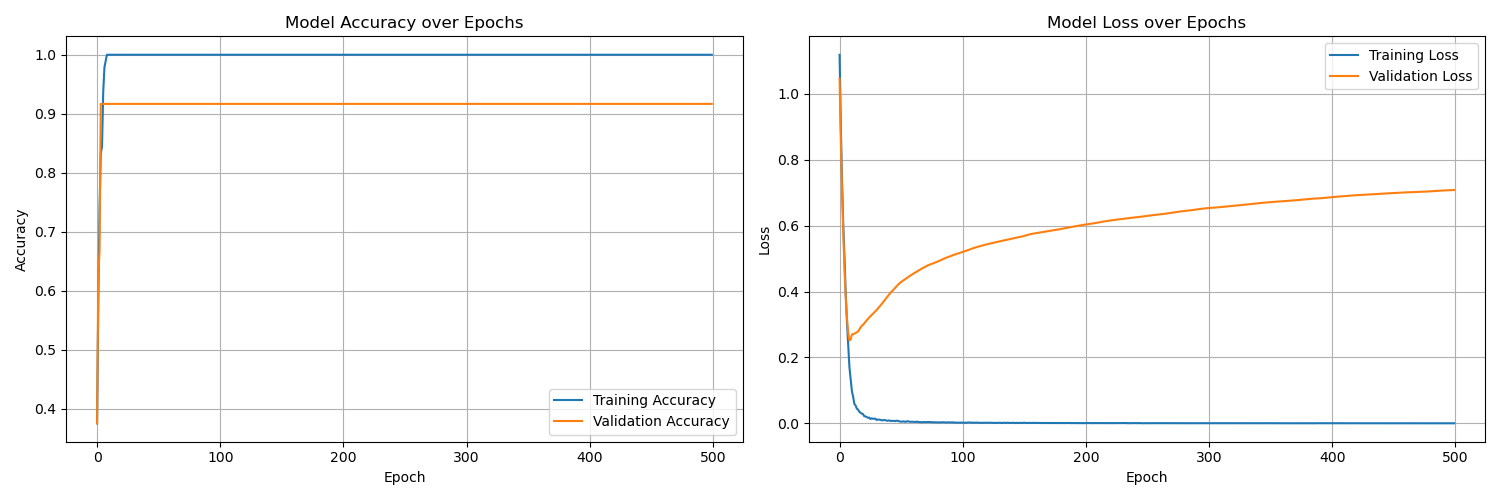 Model Accuracy over Epochs
1.0
0.9
0.8
0.7
0.6
0.5
0.4
Accuracy
Training Accuracy
Validation Accuracy
0 100 200 300 400 500
Epoch
Model Loss over Epochs
Training Loss
Validation Loss
1.0
0.8
0.6
0.4
0.2
0.0
Loss
0 100 200 300 400 500
Epoch